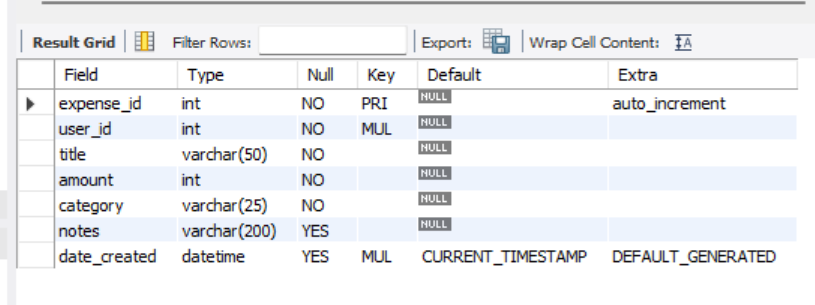 Result Grid Filter Rows: Export: Wrap Cell Content: IA
Field Type Null Key Default Extra
expense_id int NO PRI NULL auto_increment
user_id int NO MUL NULL
title varchar(50) NO NULL
amount int NO NULL
category varchar(25) NO NULL
notes varchar(200) YES NULL
date_created datetime YES MUL CURRENT_TIMESTAMP DEFAULT_GENERATED